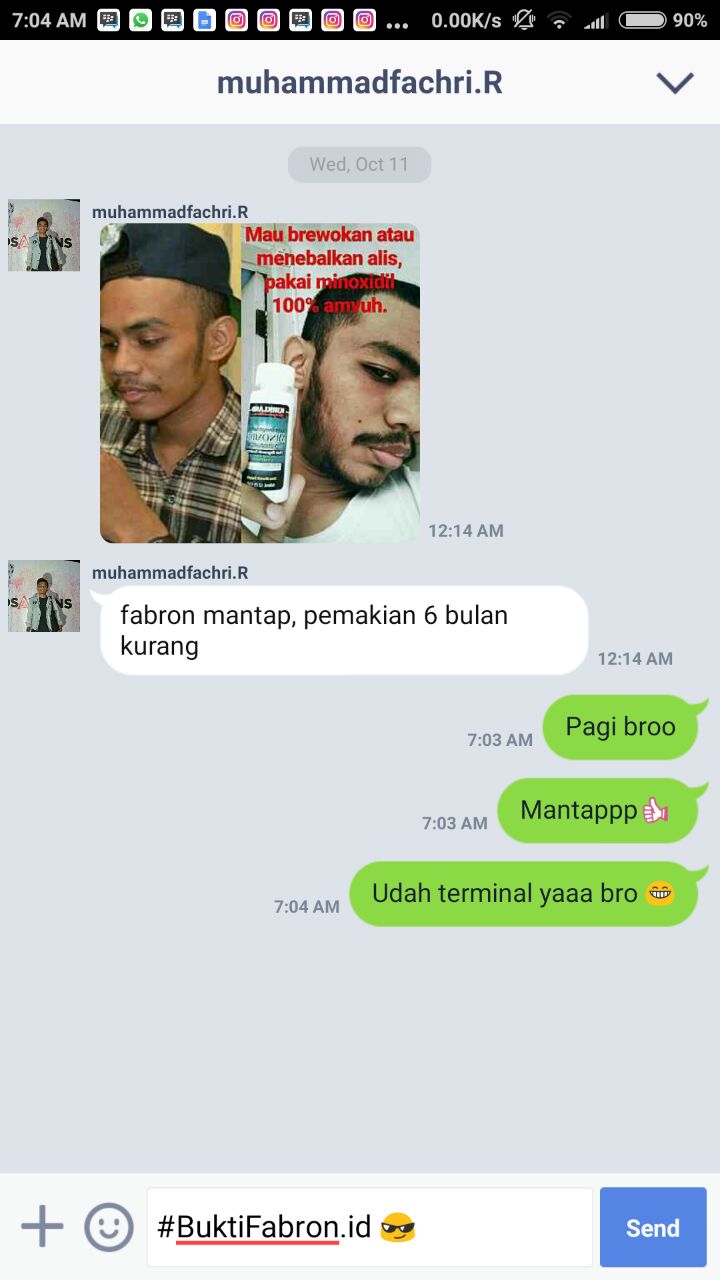 7:04 AM
0.00K/s
90%
muhammadfachri.R
Wed, Oct 11
muhammadfachri.R
Mau brewokan atau
menebalkan alis,
pakai minoxidil
100% amvuh.
12:14 AM
muhammadfachri.R
fabron mantap, pemakian 6 bulan
kurang
12:14 AM
Pagi broo
7:03 AM
Mantappp👍
7:03 AM
Udah terminal yaaa bro 😁
7:04 AM
#BuktiFabron.id 😎
Send